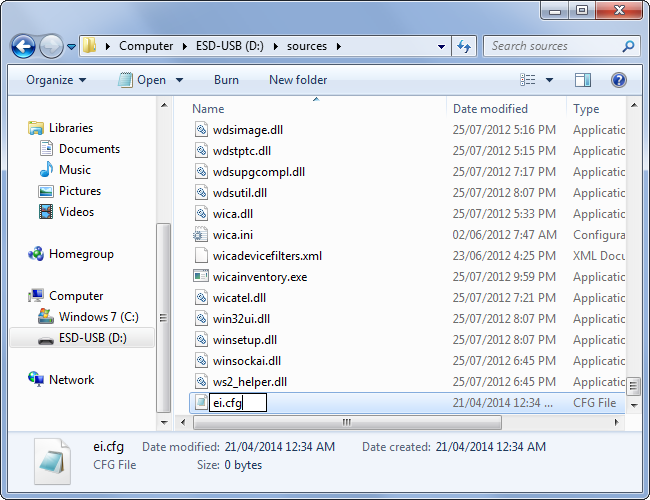 Computer ESD-USB (D:) sources Search sources
Organize Open Burn New folder
Name Date modified Type
Libraries
Documents
Music
Pictures
Videos
Homegroup
Computer
Windows 7 (C:)
ESD-USB (D:)
Network
wdsimage.dll 25/07/2012 5:16 PM Applicatio
wdstptc.dll 25/07/2012 5:15 PM Applicatio
wdsupgcompl.dll 25/07/2012 7:17 PM Applicatio
wdsutil.dll 25/07/2012 8:07 PM Applicatio
wica.dll 25/07/2012 5:33 PM Applicatio
wica.ini 02/06/2012 7:47 AM Configura
wicadevicefilters.xml 23/06/2012 4:25 PM XML Docu
wicainventory.exe 25/07/2012 9:59 PM Applicatio
wicatel.dll 25/07/2012 7:21 PM Applicatio
win32ui.dll 25/07/2012 8:07 PM Applicatio
winsetup.dll 25/07/2012 8:07 PM Applicatio
winsockai.dll 25/07/2012 6:45 PM Applicatio
ws2_helper.dll 25/07/2012 6:45 PM Applicatio
ei.cfg 21/04/2014 12:34 ... CFG File
ei.cfg Date modified: 21/04/2014 12:34 AM Date created: 21/04/2014 12:34 AM
CFG File Size: 0 bytes